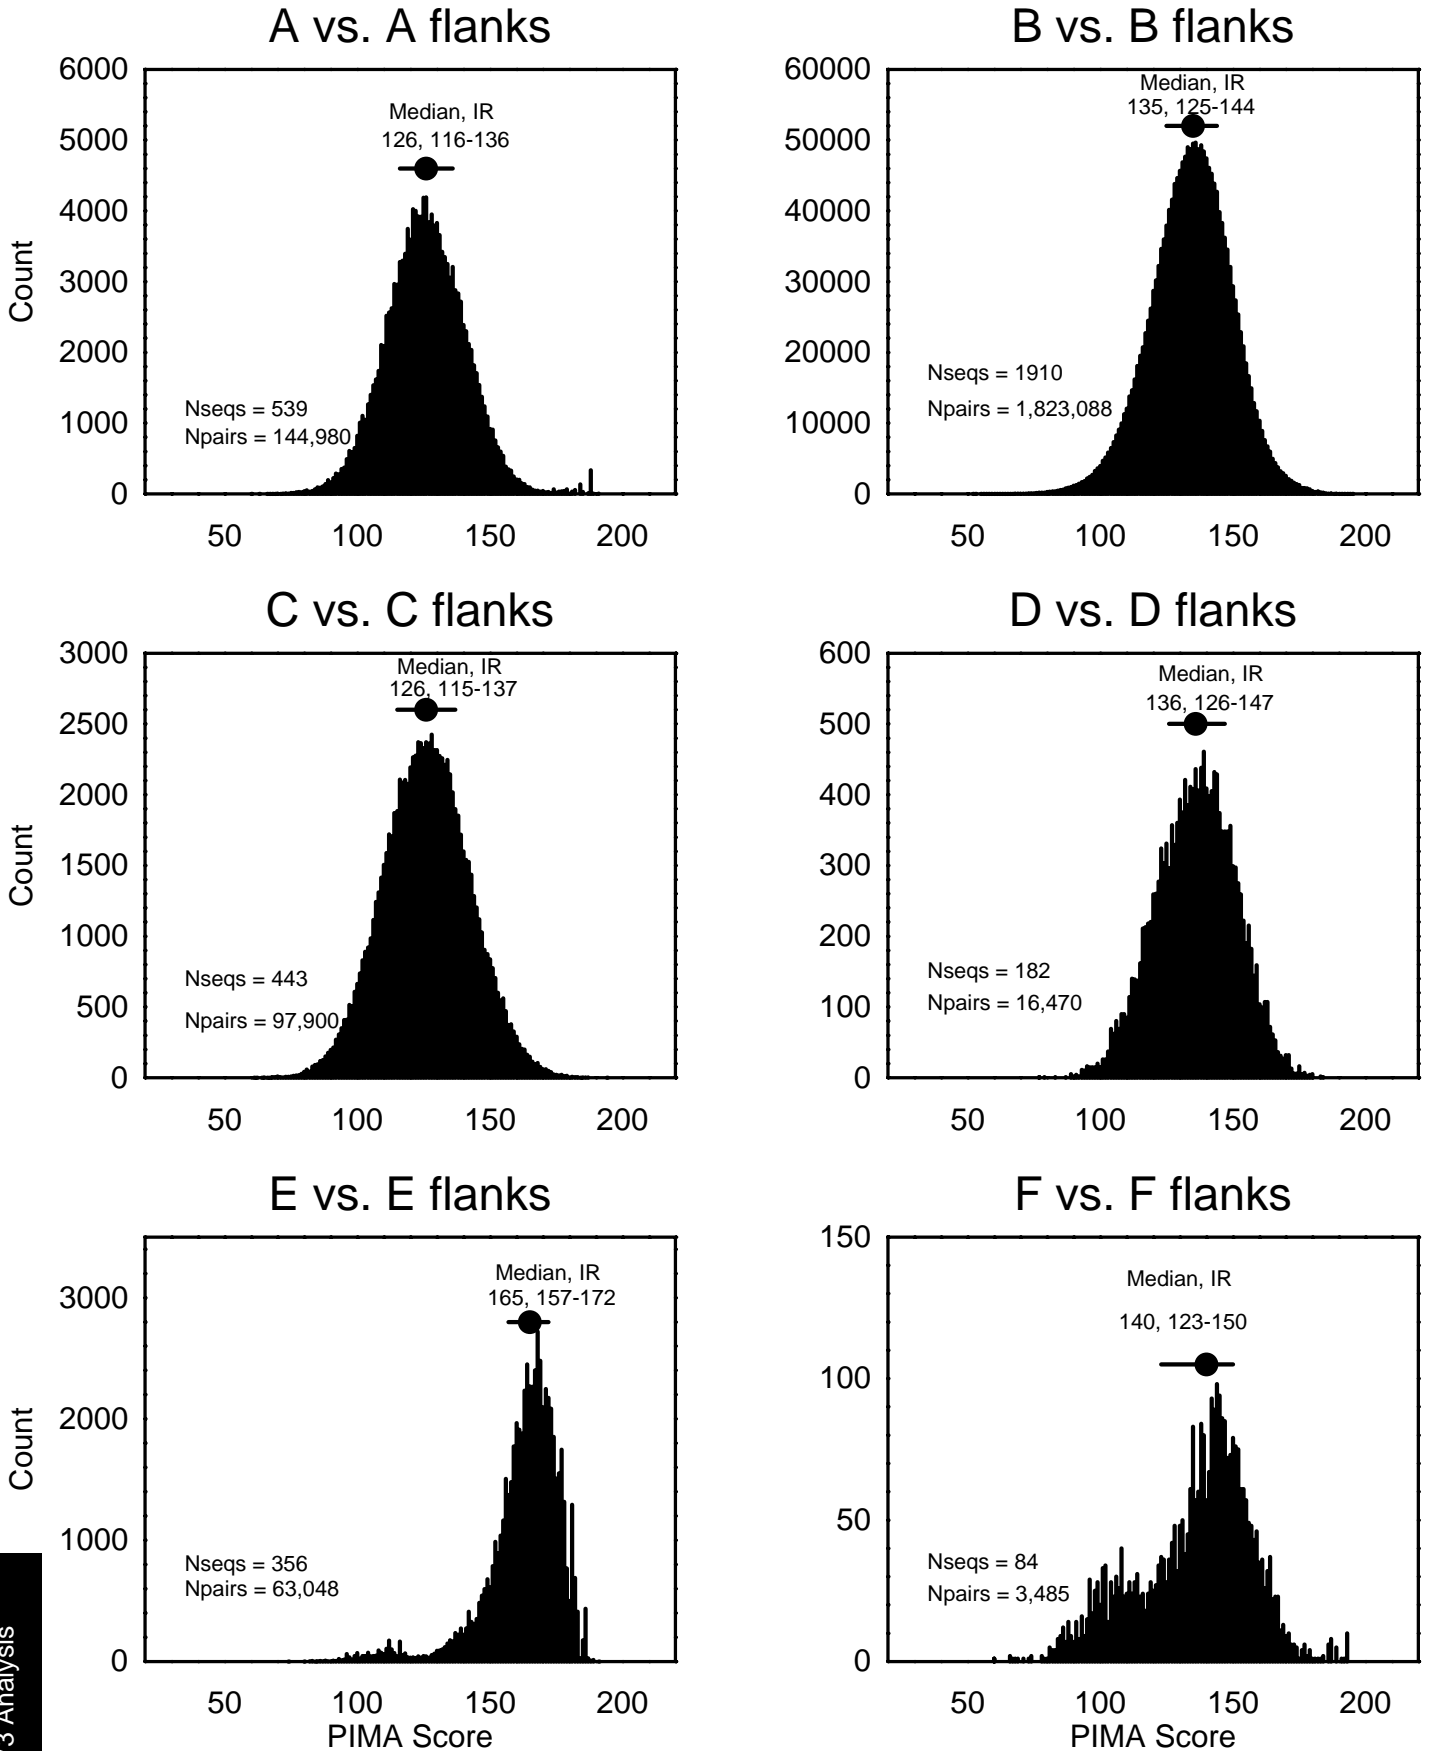 A vs. A flanks
6000
5000
4000
3000
2000
1000
0
Count
Median, IR
126, 116-136
Nseqs = 539
Npairs = 144,980
50 100 150 200
B vs. B flanks
60000
50000
40000
30000
20000
10000
0
Median, IR
135, 125-144
Nseqs = 1910
Npairs = 1,823,088
50 100 150 200
C vs. C flanks
3000
2500
2000
1500
1000
500
0
Count
Median, IR
126, 115-137
Nseqs = 443
Npairs = 97,900
50 100 150 200
D vs. D flanks
600
500
400
300
200
100
0
Median, IR
136, 126-147
Nseqs = 182
Npairs = 16,470
50 100 150 200
E vs. E flanks
3000
2000
1000
0
Count
Median, IR
165, 157-172
Nseqs = 356
Npairs = 63,048
50 100 150 200
PIMA Score
F vs. F flanks
150
100
50
0
Median, IR
140, 123-150
Nseqs = 84
Npairs = 3,485
50 100 150 200
PIMA Score
3 Analysis